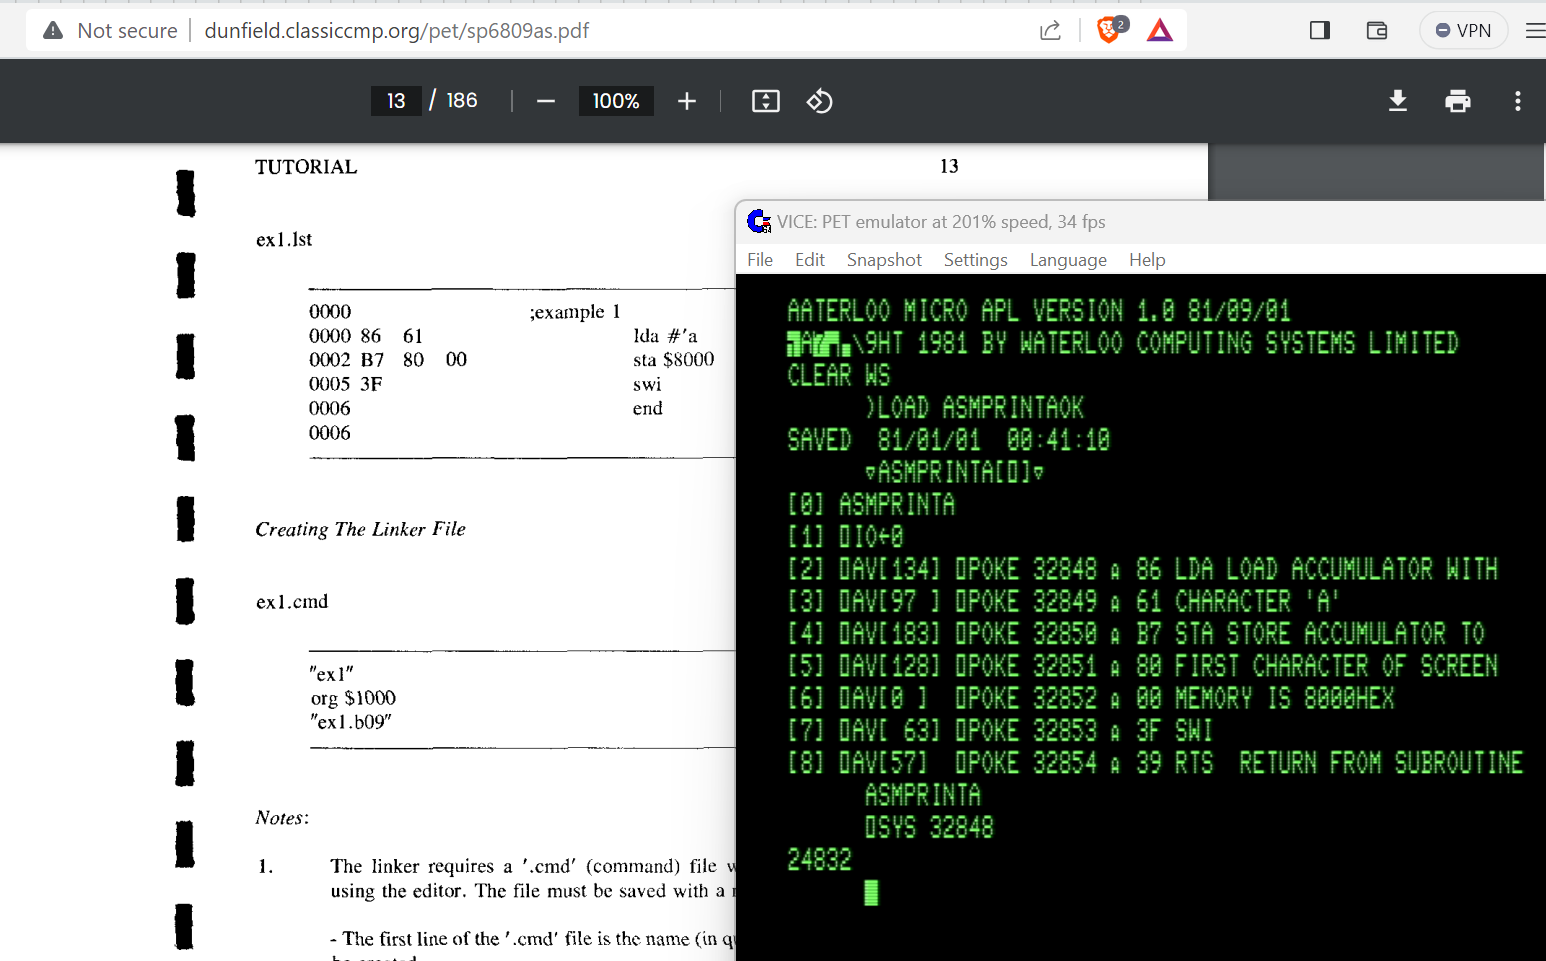 Not secure | dunfield.classiccmp.org/pet/sp6809as.pdf
2
VPN
13 / 186
100%
TUTORIAL 13
ex1.lst
0000 ;example 1
0000 86 61 lda #'a
0002 B7 80 00 sta $8000
0005 3F swi
0006 end
0006
Creating The Linker File
ex1.cmd
"ex1"
org $1000
"ex1.b09"
Notes:
1. The linker requires a '.cmd' (command) file
using the editor. The file must be saved with a
- The first line of the '.cmd' file is the name (in
VICE: PET emulator at 201% speed, 34 fps
File Edit Snapshot Settings Language Help
AATERLOO MICRO APL VERSION 1.0 81/09/01
\9HT 1981 BY WATERLOO COMPUTING SYSTEMS LIMITED
CLEAR WS
)LOAD ASMPRINTAOK
SAVED 81/01/01 00:41:10
∇ASMPRINTA[⎕]∇
[0] ASMPRINTA
[1] ⎕IO←0
[2] ⎕AV[134] ⎕POKE 32848 ⍝ 86 LDA LOAD ACCUMULATOR WITH
[3] ⎕AV[97 ] ⎕POKE 32849 ⍝ 61 CHARACTER 'A'
[4] ⎕AV[183] ⎕POKE 32850 ⍝ B7 STA STORE ACCUMULATOR TO
[5] ⎕AV[128] ⎕POKE 32851 ⍝ 80 FIRST CHARACTER OF SCREEN
[6] ⎕AV[0 ] ⎕POKE 32852 ⍝ 00 MEMORY IS 8000HEX
[7] ⎕AV[ 63] ⎕POKE 32853 ⍝ 3F SWI
[8] ⎕AV[57] ⎕POKE 32854 ⍝ 39 RTS RETURN FROM SUBROUTINE
ASMPRINTA
⎕SYS 32848
24832